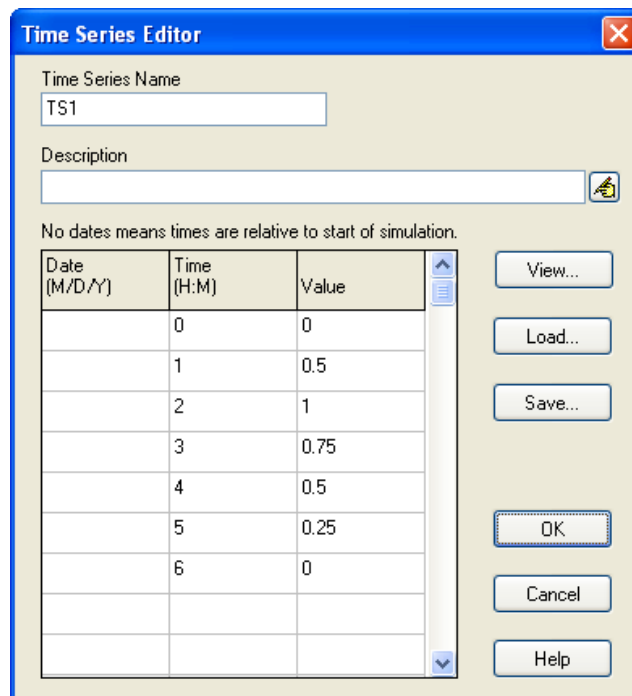 Time Series Editor
Time Series Name
TS1
Description
No dates means times are relative to start of simulation.
Date (M/D/Y) Time (H:M) Value
0 0
1 0.5
2 1
3 0.75
4 0.5
5 0.25
6 0
View...
Load...
Save...
OK
Cancel
Help